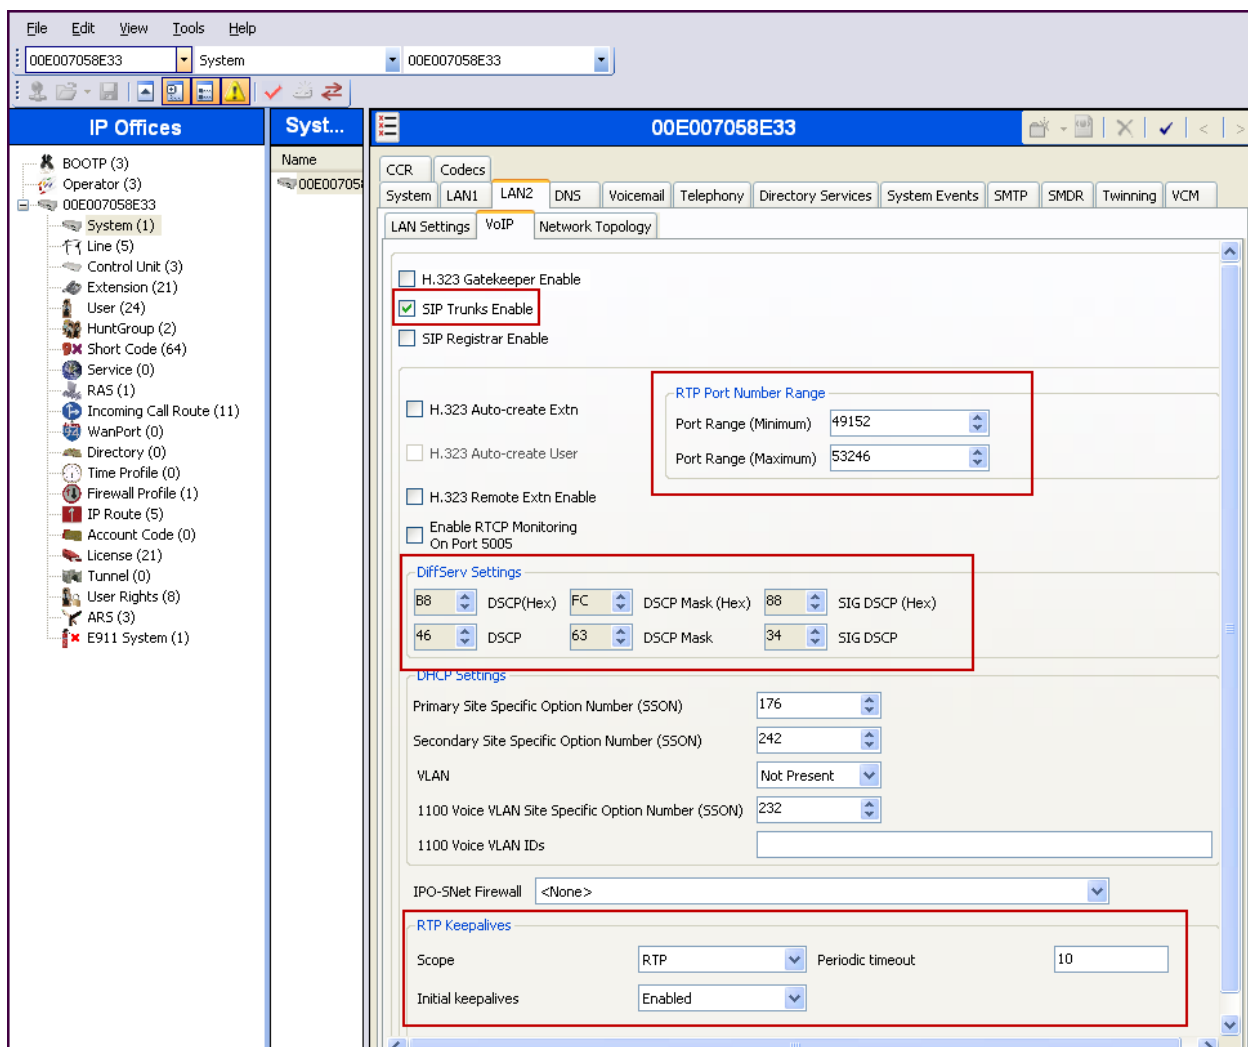 File Edit View Tools Help
00E007058E33 System 00E007058E33
IP Offices
BOOTP (3)
Operator (3)
00E007058E33
System (1)
Line (5)
Control Unit (3)
Extension (21)
User (24)
HuntGroup (2)
Short Code (64)
Service (0)
RAS (1)
Incoming Call Route (11)
WanPort (0)
Directory (0)
Time Profile (0)
Firewall Profile (1)
IP Route (5)
Account Code (0)
License (21)
Tunnel (0)
User Rights (8)
ARS (3)
E911 System (1)
Syst...
Name
00E00705
00E007058E33
CCR Codecs
System LAN1 LAN2 DNS Voicemail Telephony Directory Services System Events SMTP SMDR Twinning VCM
LAN Settings VoIP Network Topology
H.323 Gatekeeper Enable
SIP Trunks Enable
SIP Registrar Enable
H.323 Auto-create Extn
H.323 Auto-create User
H.323 Remote Extn Enable
Enable RTCP Monitoring
On Port 5005
RTP Port Number Range
Port Range (Minimum) 49152
Port Range (Maximum) 53246
DiffServ Settings
B8 DSCP(Hex) FC DSCP Mask (Hex) 88 SIG DSCP (Hex)
46 DSCP 63 DSCP Mask 34 SIG DSCP
DHCP Settings
Primary Site Specific Option Number (SSON) 176
Secondary Site Specific Option Number (SSON) 242
VLAN Not Present
1100 Voice VLAN Site Specific Option Number (SSON) 232
1100 Voice VLAN IDs
IPO-SNet Firewall <None>
RTP Keepalives
Scope RTP Periodic timeout 10
Initial keepalives Enabled